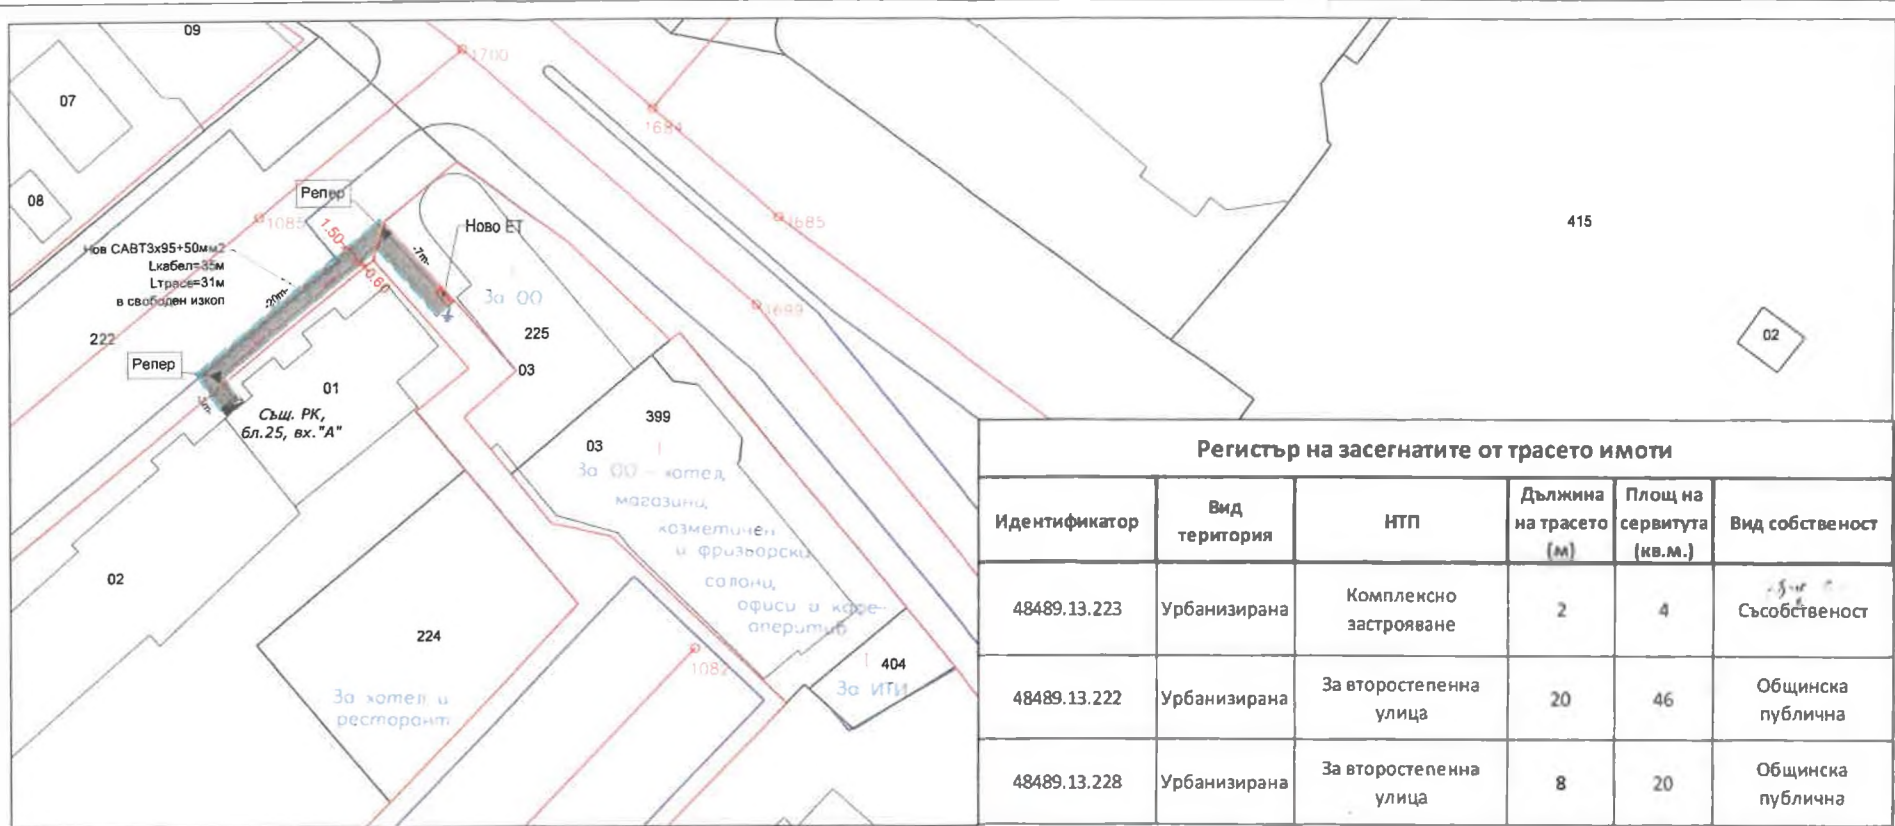 09
1700
07
1684
Репер
08
1085
1685
Ново ЕТ
415
1.50
0.60
-7m-
Нов САВТ3х95+50мм2
Lкабел=35м
Lтрасе=31м
в свободен изкоп
-20m-
За ОО
1699
225
222
02
Репер
03
01
-3m-
Същ. РК,
бл.25, вх."А"
399
03
За ОО - хотел,
магазини,
козметичен
и фризьорски
салони,
офиси и кафе-
аперитив
02
224
1082
404
За ИТИ
За хотел и
ресторант
Регистър на засегнатите от трасето имоти
Идентификатор
Вид
територия
НТП
Дължина
на трасето
(м)
Площ на
сервитута
(кв.м.)
Вид собственост
48489.13.223
Урбанизирана
Комплексно
застрояване
2
4
Съсобственост
48489.13.222
Урбанизирана
За второстепенна
улица
20
46
Общинска
публична
48489.13.228
Урбанизирана
За второстепенна
улица
8
20
Общинска
публична